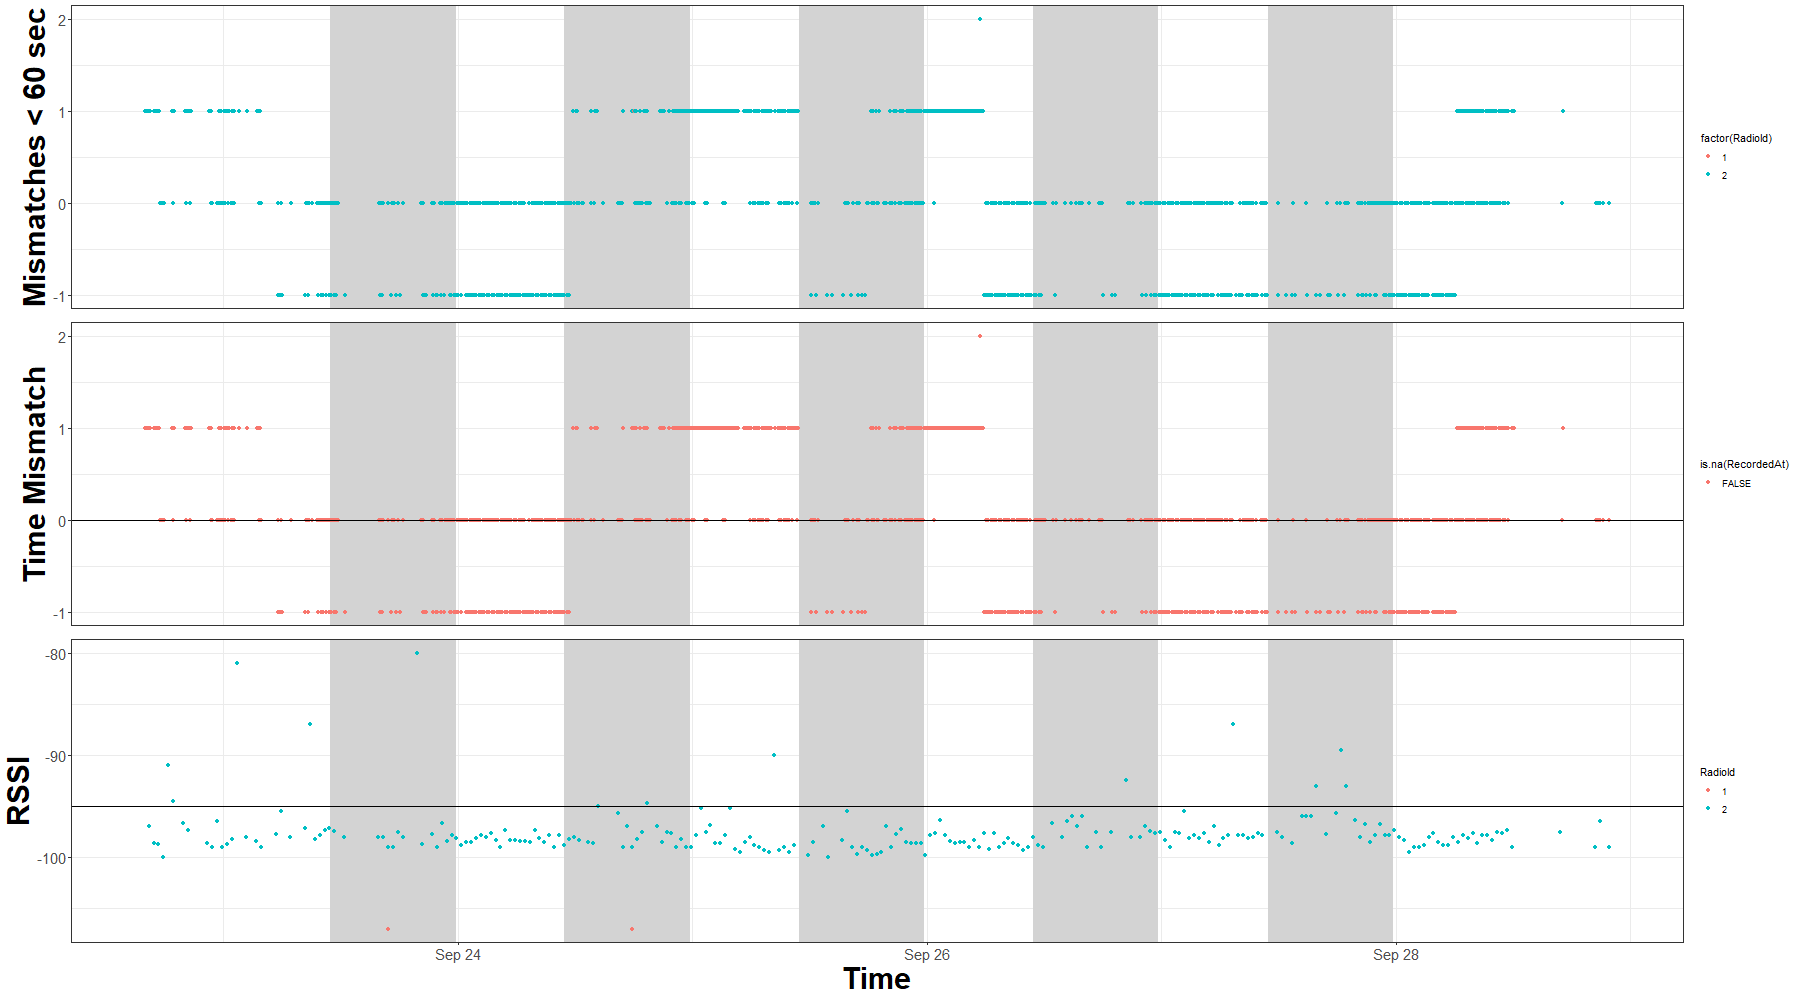 Mismatches < 60 sec
2
1
0
-1
factor(RadioId)
1
2
Time Mismatch
2
1
0
-1
is.na(RecordedAt)
FALSE
RSSI
-80
-90
-100
RadioId
1
2
Sep 24
Sep 26
Sep 28
Time